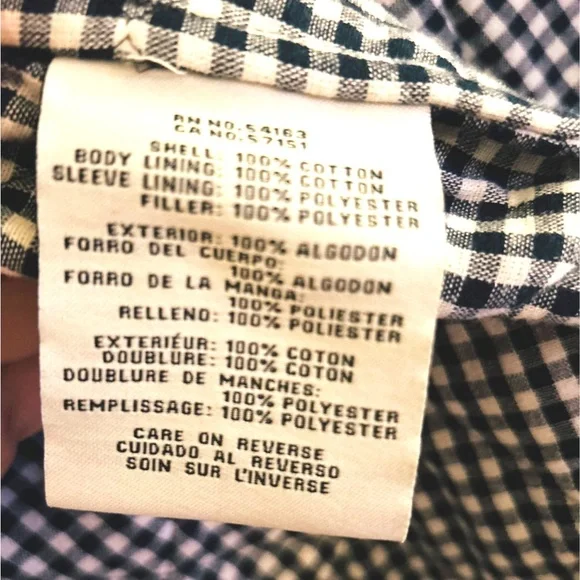 RN NO. 54163
CA NO. 57151
SHELL: 100% COTTON
BODY LINING: 100% COTTON
SLEEVE LINING: 100% POLYESTER
FILLER: 100% POLYESTER
EXTERIOR: 100% ALGODON
FORRO DEL CUERPO:
100% ALGODON
FORRO DE LA MANGA:
100% POLIESTER
RELLENO: 100% POLIESTER
EXTERIÉUR: 100% COTON
DOUBLURE: 100% COTON
DOUBLURE DE MANCHES:
100% POLYESTER
REMPLISSAGE: 100% POLYESTER
CARE ON REVERSE
CUIDADO AL REVERSO
SOIN SUR L'INVERSE